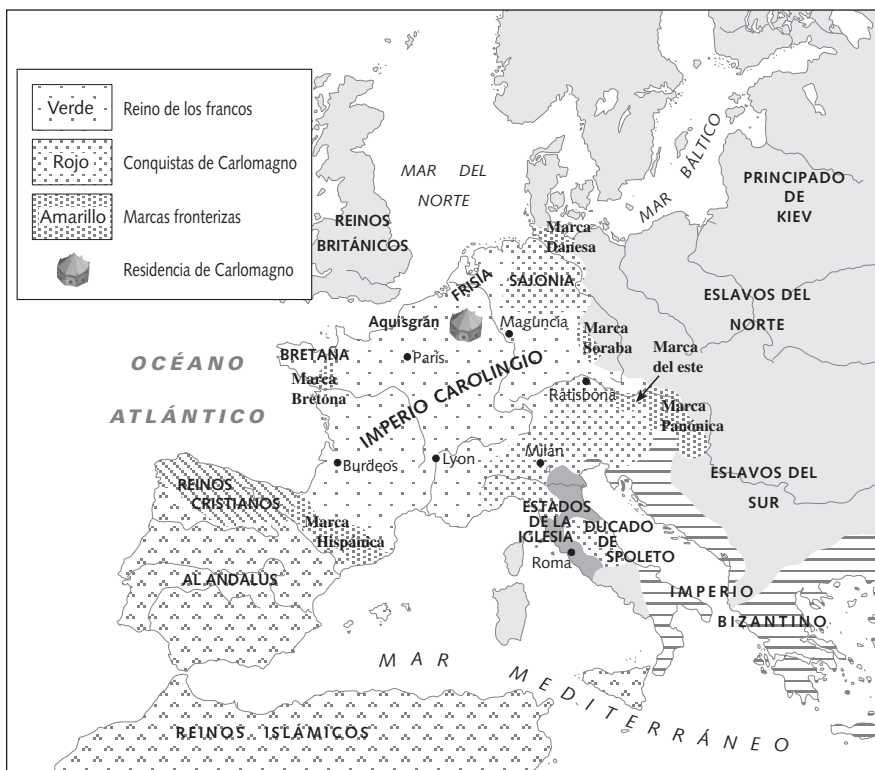 Verde
Reino de los francos
Rojo
Conquistas de Carlomagno
Amarillo
Marcas fronterizas
Residencia de Carlomagno
MAR DEL
NORTE
MAR BÁLTICO
PRINCIPADO
DE
KIEV
REINOS
BRITÁNICOS
Marca
Danesa
FRISIA
SAJONIA
ESLAVOS DEL
NORTE
Aquisgrán
Maguncia
Marca
Soraba
Marca
del este
OCÉANO
ATLÁNTICO
BRETAÑA
Marca
Bretona
París
IMPERIO CAROLINGIO
Ratisbona
Marca
Panónica
Burdeos
Lyon
Milán
ESLAVOS DEL
SUR
REINOS
CRISTIANOS
Marca
Hispánica
ESTADOS
DE LA
IGLESIA
DUCADO
DE
SPOLETO
Roma
AL ANDALUS
IMPERIO
BIZANTINO
MAR MEDITERRÁNEO
REINOS ISLÁMICOS